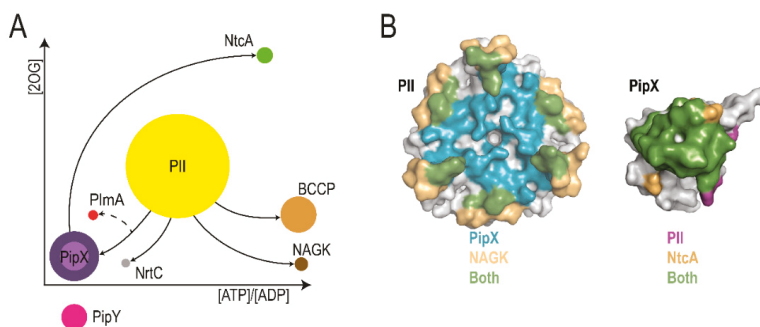 A
[2OG]
NtcA
PII
PlmA
BCCP
PipX
NrtC
NAGK
[ATP]/[ADP]
PipY
B
PII
PipX
PipX
NAGK
Both
PII
NtcA
Both